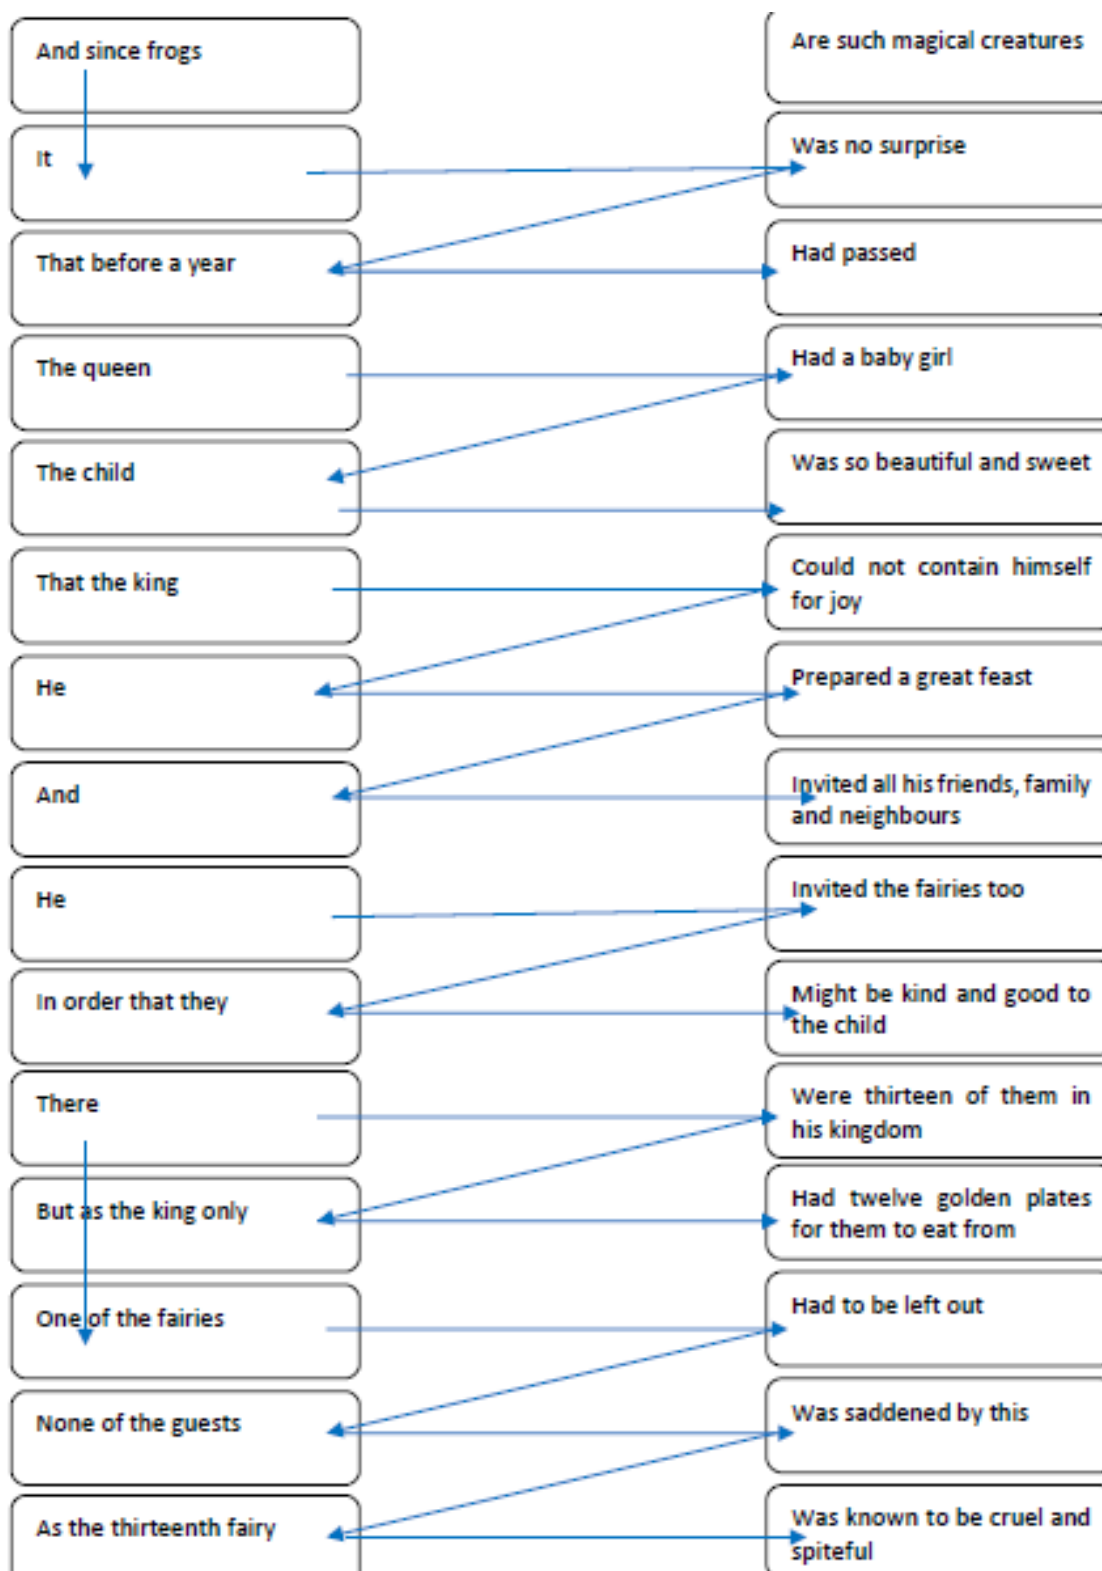 And since frogs
Are such magical creatures
It
Was no surprise
That before a year
Had passed
The queen
Had a baby girl
The child
Was so beautiful and sweet
That the king
Could not contain himself
for joy
He
Prepared a great feast
And
Invited all his friends, family
and neighbours
He
Invited the fairies too
In order that they
Might be kind and good to
the child
There
Were thirteen of them in
his kingdom
But as the king only
Had twelve golden plates
for them to eat from
One of the fairies
Had to be left out
None of the guests
Was saddened by this
As the thirteenth fairy
Was known to be cruel and
spiteful